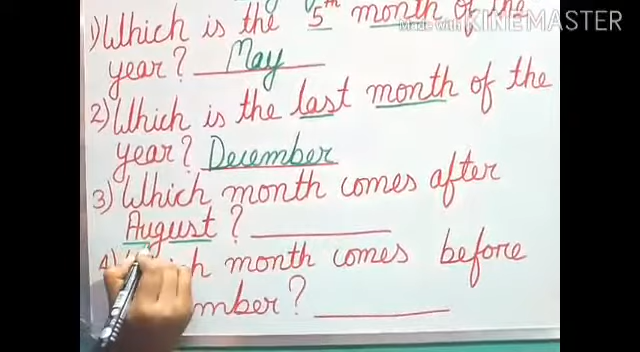 1) Which is the 5th month of the
Made with KINEMASTER
year? May
2) Which is the last month of the
year? December
3) Which month comes after
August?
4) month comes before
?